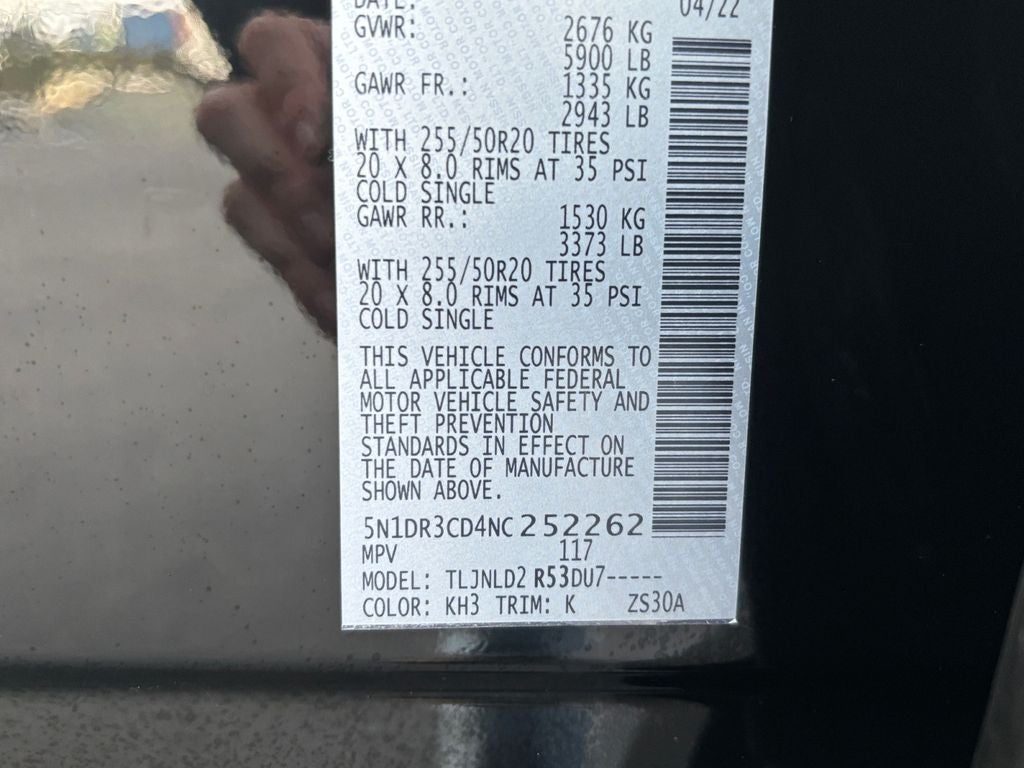 DATE: 04/22
GVWR: 2676 KG
5900 LB
GAWR FR.: 1335 KG
2943 LB
WITH 255/50R20 TIRES
20 X 8.0 RIMS AT 35 PSI
COLD SINGLE
GAWR RR.: 1530 KG
3373 LB
WITH 255/50R20 TIRES
20 X 8.0 RIMS AT 35 PSI
COLD SINGLE
THIS VEHICLE CONFORMS TO
ALL APPLICABLE FEDERAL
MOTOR VEHICLE SAFETY AND
THEFT PREVENTION
STANDARDS IN EFFECT ON
THE DATE OF MANUFACTURE
SHOWN ABOVE.
5N1DR3CD4NC252262
MPV 117
MODEL: TLJNLD2 R53DU7-----
COLOR: KH3 TRIM: K ZS30A